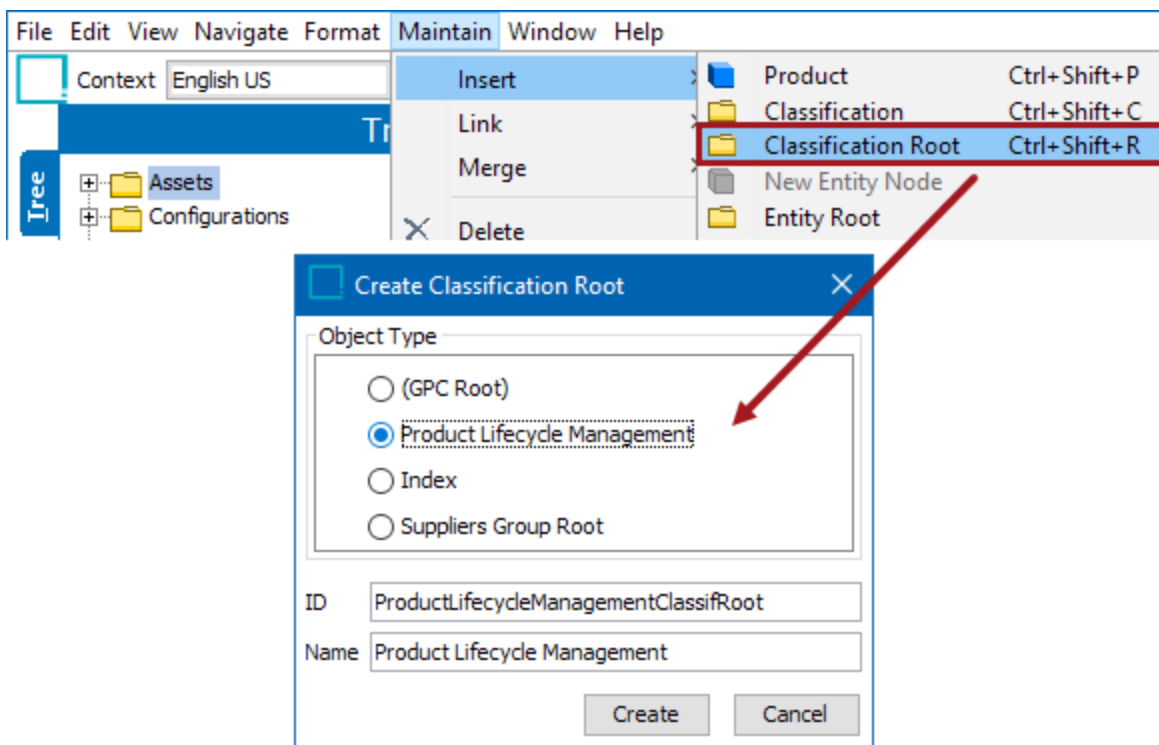 File Edit View Navigate Format Maintain Window Help
Context English US
Tr
Tree
Assets
Configurations
Insert
Link
Merge
Delete
Product Ctrl+Shift+P
Classification Ctrl+Shift+C
Classification Root Ctrl+Shift+R
New Entity Node
Entity Root
Create Classification Root
Object Type
(GPC Root)
Product Lifecycle Management
Index
Suppliers Group Root
ID ProductLifecycleManagementClassifRoot
Name Product Lifecycle Management
Create Cancel